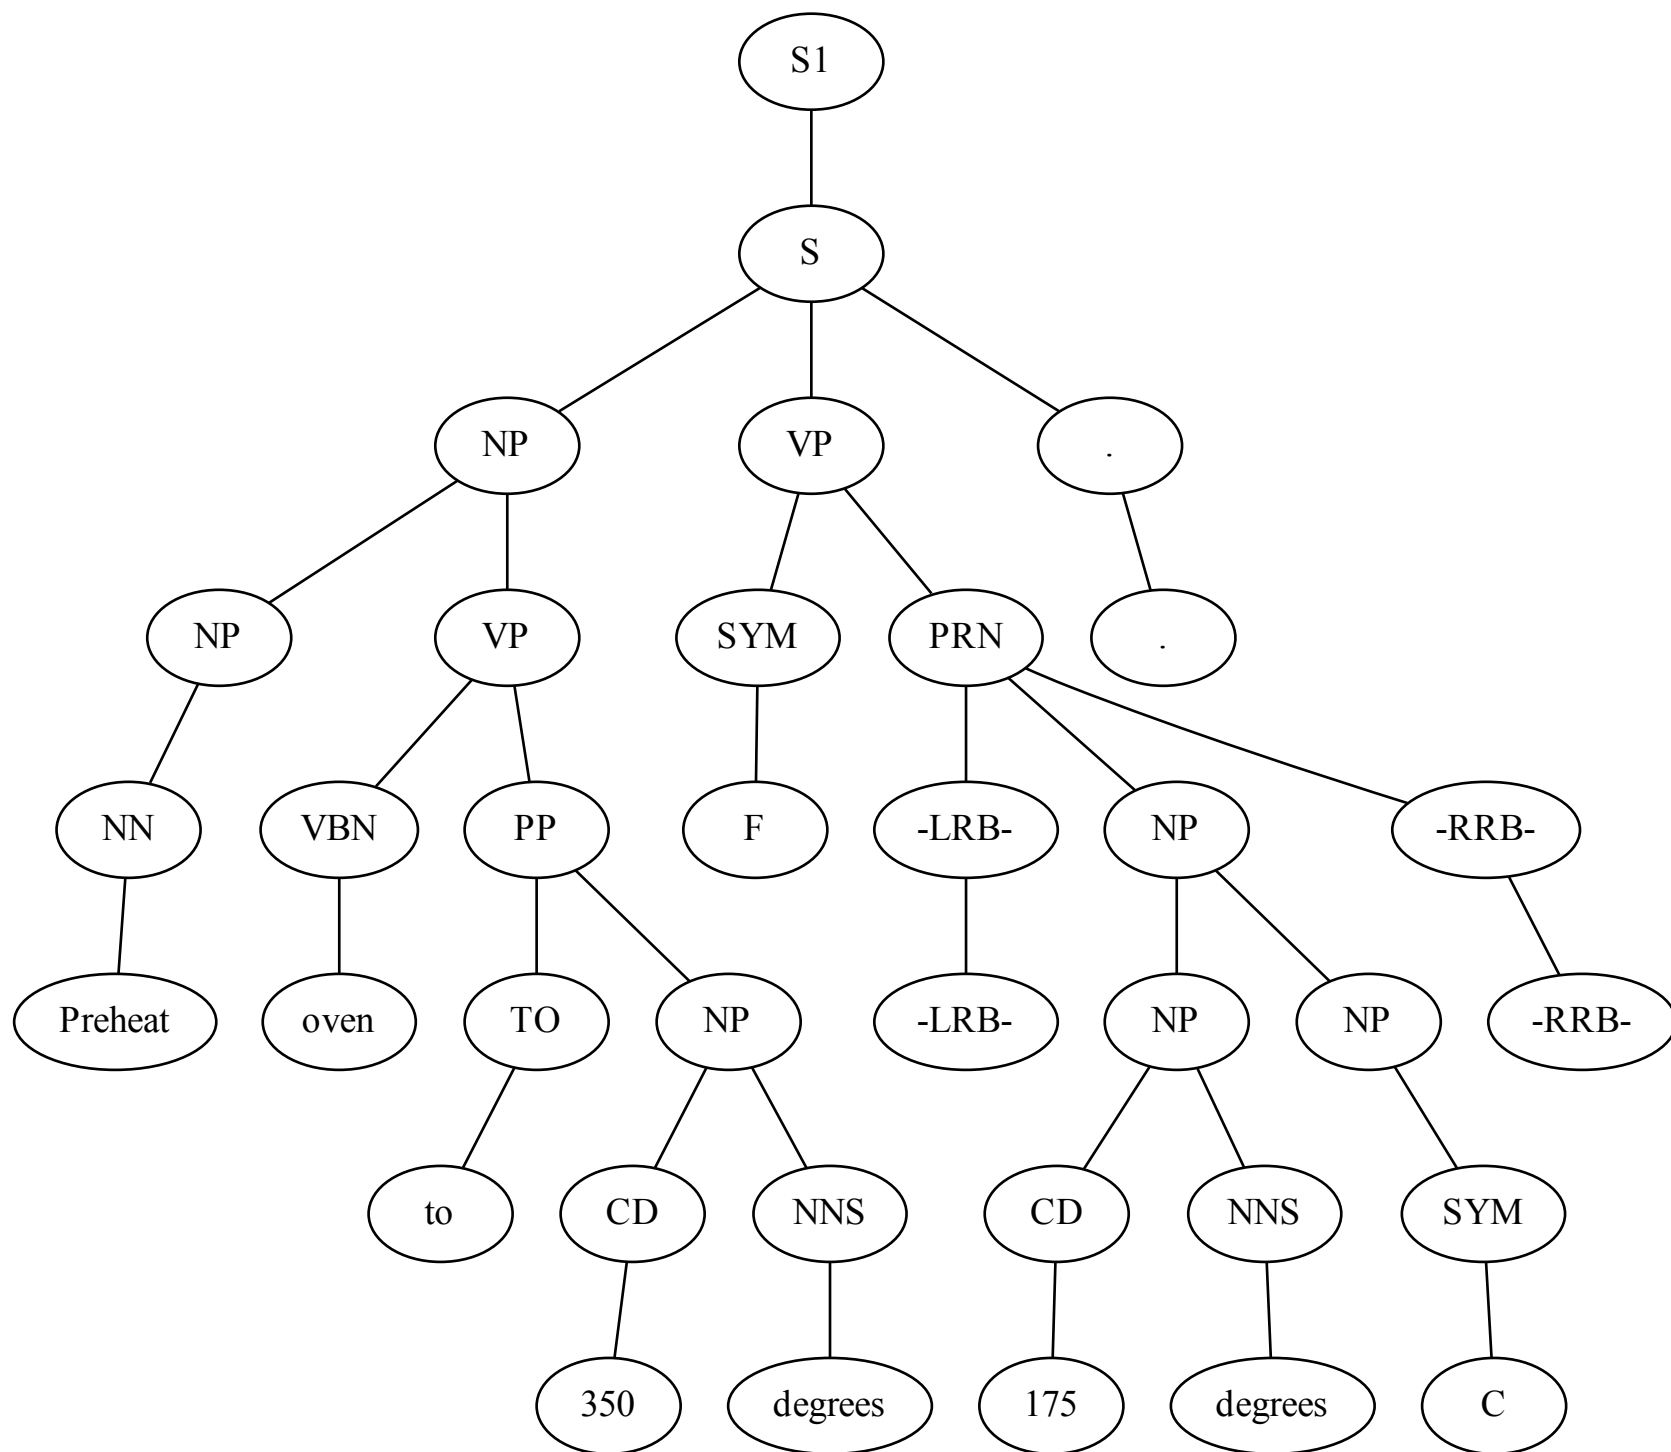 S1
S
NP VP .
NP VP SYM PRN .
NN VBN PP F -LRB- NP -RRB-
Preheat oven TO NP -LRB- NP NP -RRB-
to CD NNS CD NNS SYM
350 degrees 175 degrees C